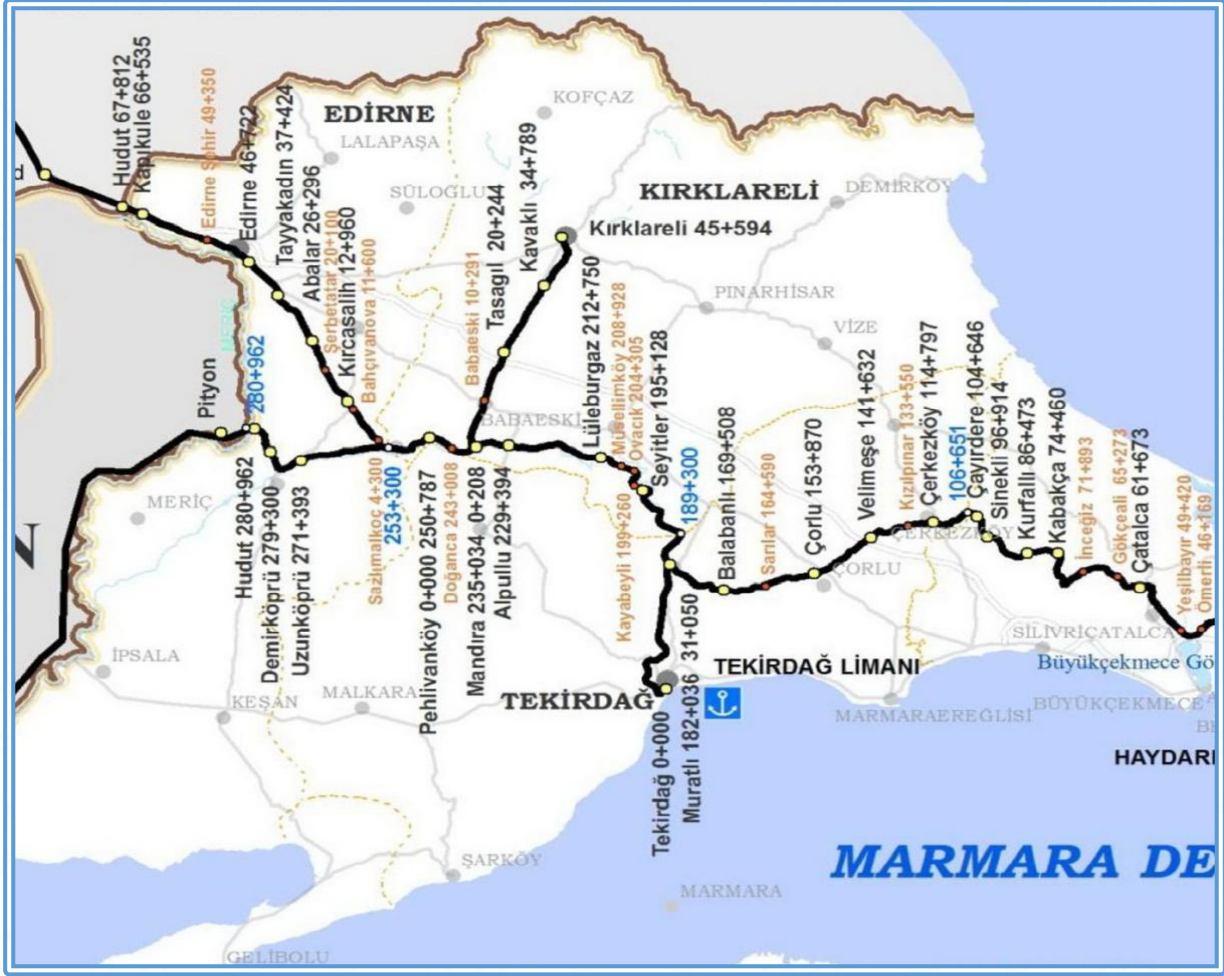 Hudut 67+812
Kapıkule 66+535
Edirne Şehir 49+350
Edirne 46+722
Tayyakadın 37+424
Abalar 26+296
Şerbetatar 20+100
Kırcasalih 12+960
Bahçıvanova 11+600
EDİRNE
LALAPAŞA
SÜLOĞLU
KOFÇAZ
Babaeski 10+291
Tasagıl 20+244
Kavaklı 34+789
KIRKLARELİ
Kırklareli 45+594
DEMİRKÖY
PINARHİSAR
VİZE
d
MERİÇ
Pityon
280+962
BABAESKİ
Lüleburgaz 212+750
Müsellimköy 208+928
Ovacık 204+305
Seyitler 195+128
189+300
Balabanlı 169+508
Sarılar 164+590
Çorlu 153+870
Velimeşe 141+632
Kızılpınar 133+550
Çerkezköy 114+797
106+651
Çayırdere 104+646
Sinekli 96+914
Kurfallı 86+473
Kabakça 74+460
İnceğiz 71+893
Gökçeali 65+273
Çatalca 61+673
Yeşilbayır 49+420
Ömerli 46+169
ÇERKEZKÖY
ÇORLU
MERİÇ
N
Hudut 280+962
Demirköprü 279+300
Uzunköprü 271+393
Sazlımalkoç 4+300
253+300
Pehlivanköy 0+000 250+787
Doğanca 243+008
Mandıra 235+034 0+208
Alpullu 229+394
Kayabeyli 199+260
İPSALA
KEŞAN
MALKARA
TEKİRDAĞ
TEKİRDAĞ LİMANI
Tekirdağ 0+000
Muratlı 182+036 31+050
SİLİVRİ
ÇATALCA
Büyükçekmece Gö
BÜYÜKÇEKMECE
MARMARAEREĞLİSİ
HAYDAR
MARMARA DE
ŞARKÖY
MARMARA
GELİBOLU